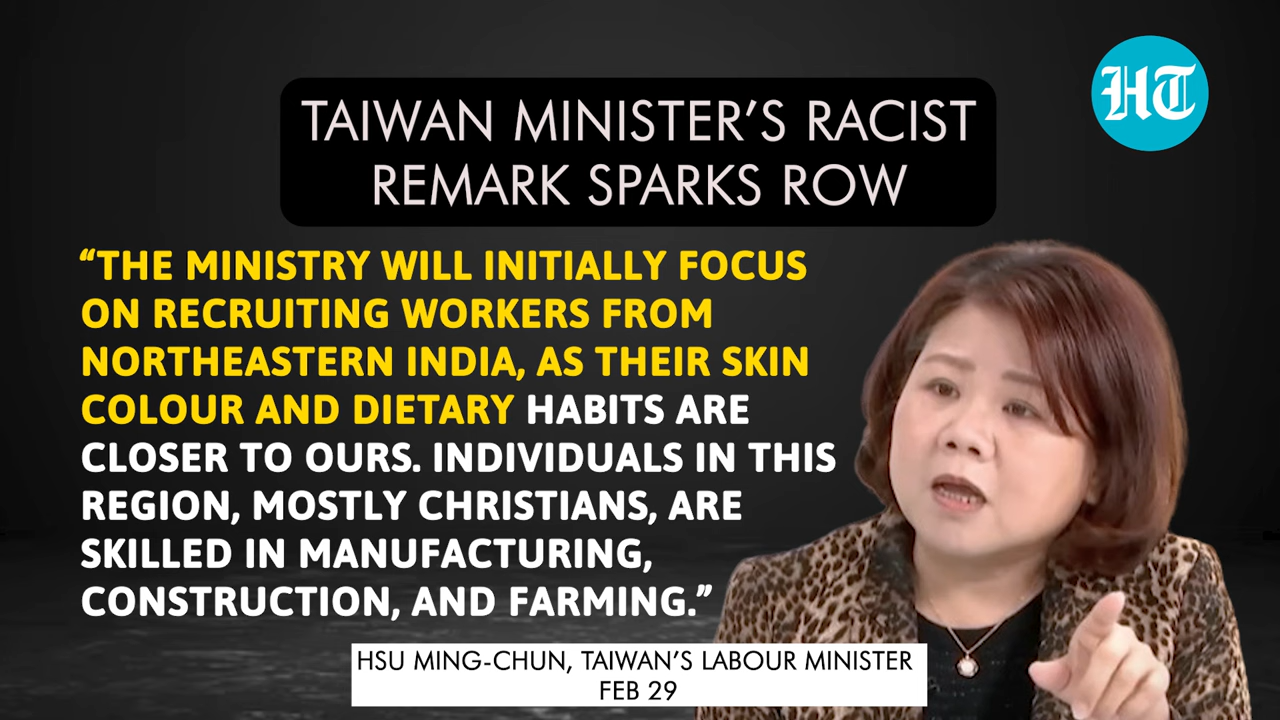 HT
TAIWAN MINISTER'S RACIST
REMARK SPARKS ROW
“THE MINISTRY WILL INITIALLY FOCUS
ON RECRUITING WORKERS FROM
NORTHEASTERN INDIA, AS THEIR SKIN
COLOUR AND DIETARY HABITS ARE
CLOSER TO OURS. INDIVIDUALS IN THIS
REGION, MOSTLY CHRISTIANS, ARE
SKILLED IN MANUFACTURING,
CONSTRUCTION, AND FARMING.”
HSU MING-CHUN, TAIWAN'S LABOUR MINISTER
FEB 29